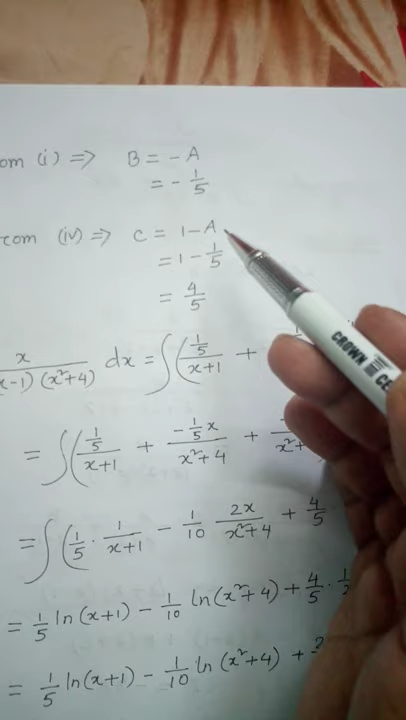 om (i) => B = - A
= - 1/5
rom (iv) => C = 1 - A
= 1 - 1/5
= 4/5
x/(x-1)(x²+4) dx = ∫(1/5/x+1 +
= ∫(1/5/x+1 + -1/5 x/x²+4 +
= ∫(1/5 · 1/x+1 - 1/10 2x/x²+4 + 4/5
= 1/5 ln(x+1) - 1/10 ln(x²+4) + 4/5 ·
= 1/5 ln(x+1) - 1/10 ln(x²+4) +
CROWN